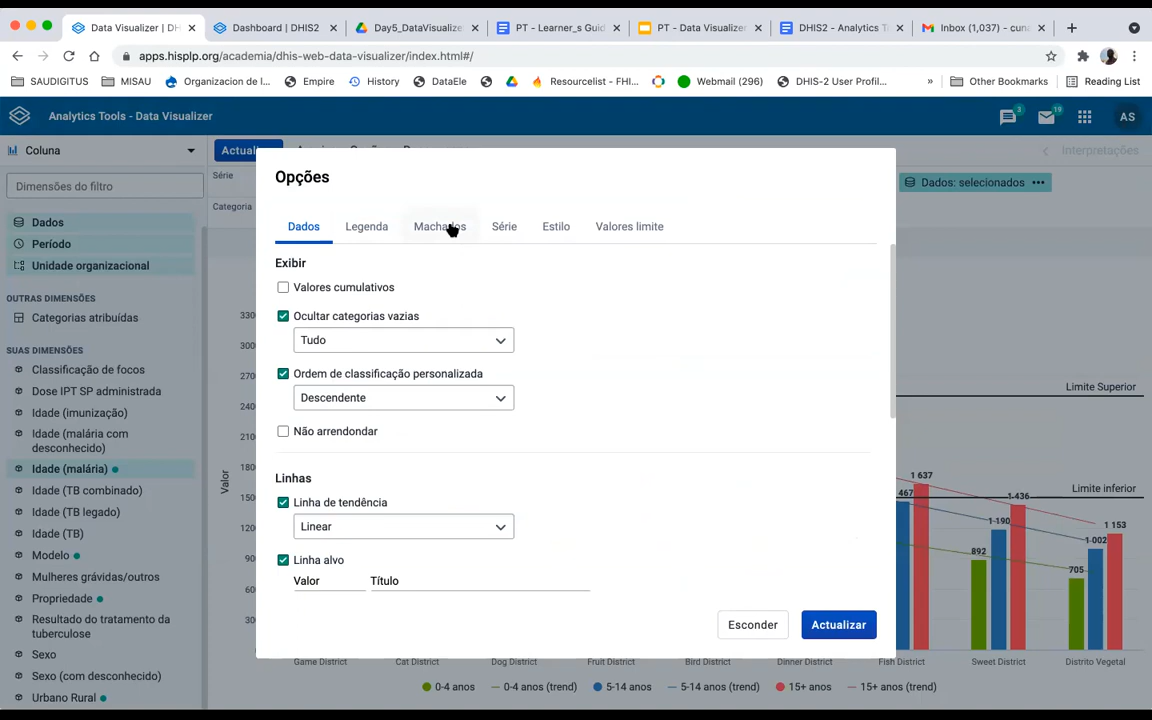 Data Visualizer | DH
Dashboard | DHIS2
Day5_DataVisualize
PT - Learner_s Guid
PT - Data Visualize
DHIS2 - Analytics T
Inbox (1,037) - cun
apps.hisplp.org/academia/dhis-web-data-visualizer/index.html#/
SAUDIGITUS
MISAU
Organizacion de I...
Empire
History
DataEle
Resourcelist - FHI...
Webmail (296)
DHIS-2 User Profil...
»
Other Bookmarks
Reading List
Analytics Tools - Data Visualizer
3
19
AS
Coluna
Actuali
Interpretações
Dimensões do filtro
Série
Dados: selecionados
Categoria
Dados
Período
Unidade organizacional
OUTRAS DIMENSÕES
Categorias atribuídas
SUAS DIMENSÕES
Classificação de focos
Dose IPT SP administrada
Idade (imunização)
Idade (malária com
desconhecido)
Idade (malária)
Idade (TB combinado)
Idade (TB legado)
Idade (TB)
Modelo
Mulheres grávidas/outros
Propriedade
Resultado do tratamento da
tuberculose
Sexo
Sexo (com desconhecido)
Urbano Rural
Opções
Dados
Legenda
Machados
Série
Estilo
Valores limite
Exibir
Valores cumulativos
Ocultar categorias vazias
Tudo
Ordem de classificação personalizada
Descendente
Não arrendondar
Linhas
Linha de tendência
Linear
Linha alvo
Valor
Título
Esconder
Actualizar
Valor
Limite Superior
Limite inferior
467
1 637
892
1 190
1 436
705
1 002
1 153
Game District
Cat District
Dog District
Fruit District
Bird District
Dinner District
Fish District
Sweet District
Distrito Vegetal
0-4 anos
0-4 anos (trend)
5-14 anos
5-14 anos (trend)
15+ anos
15+ anos (trend)